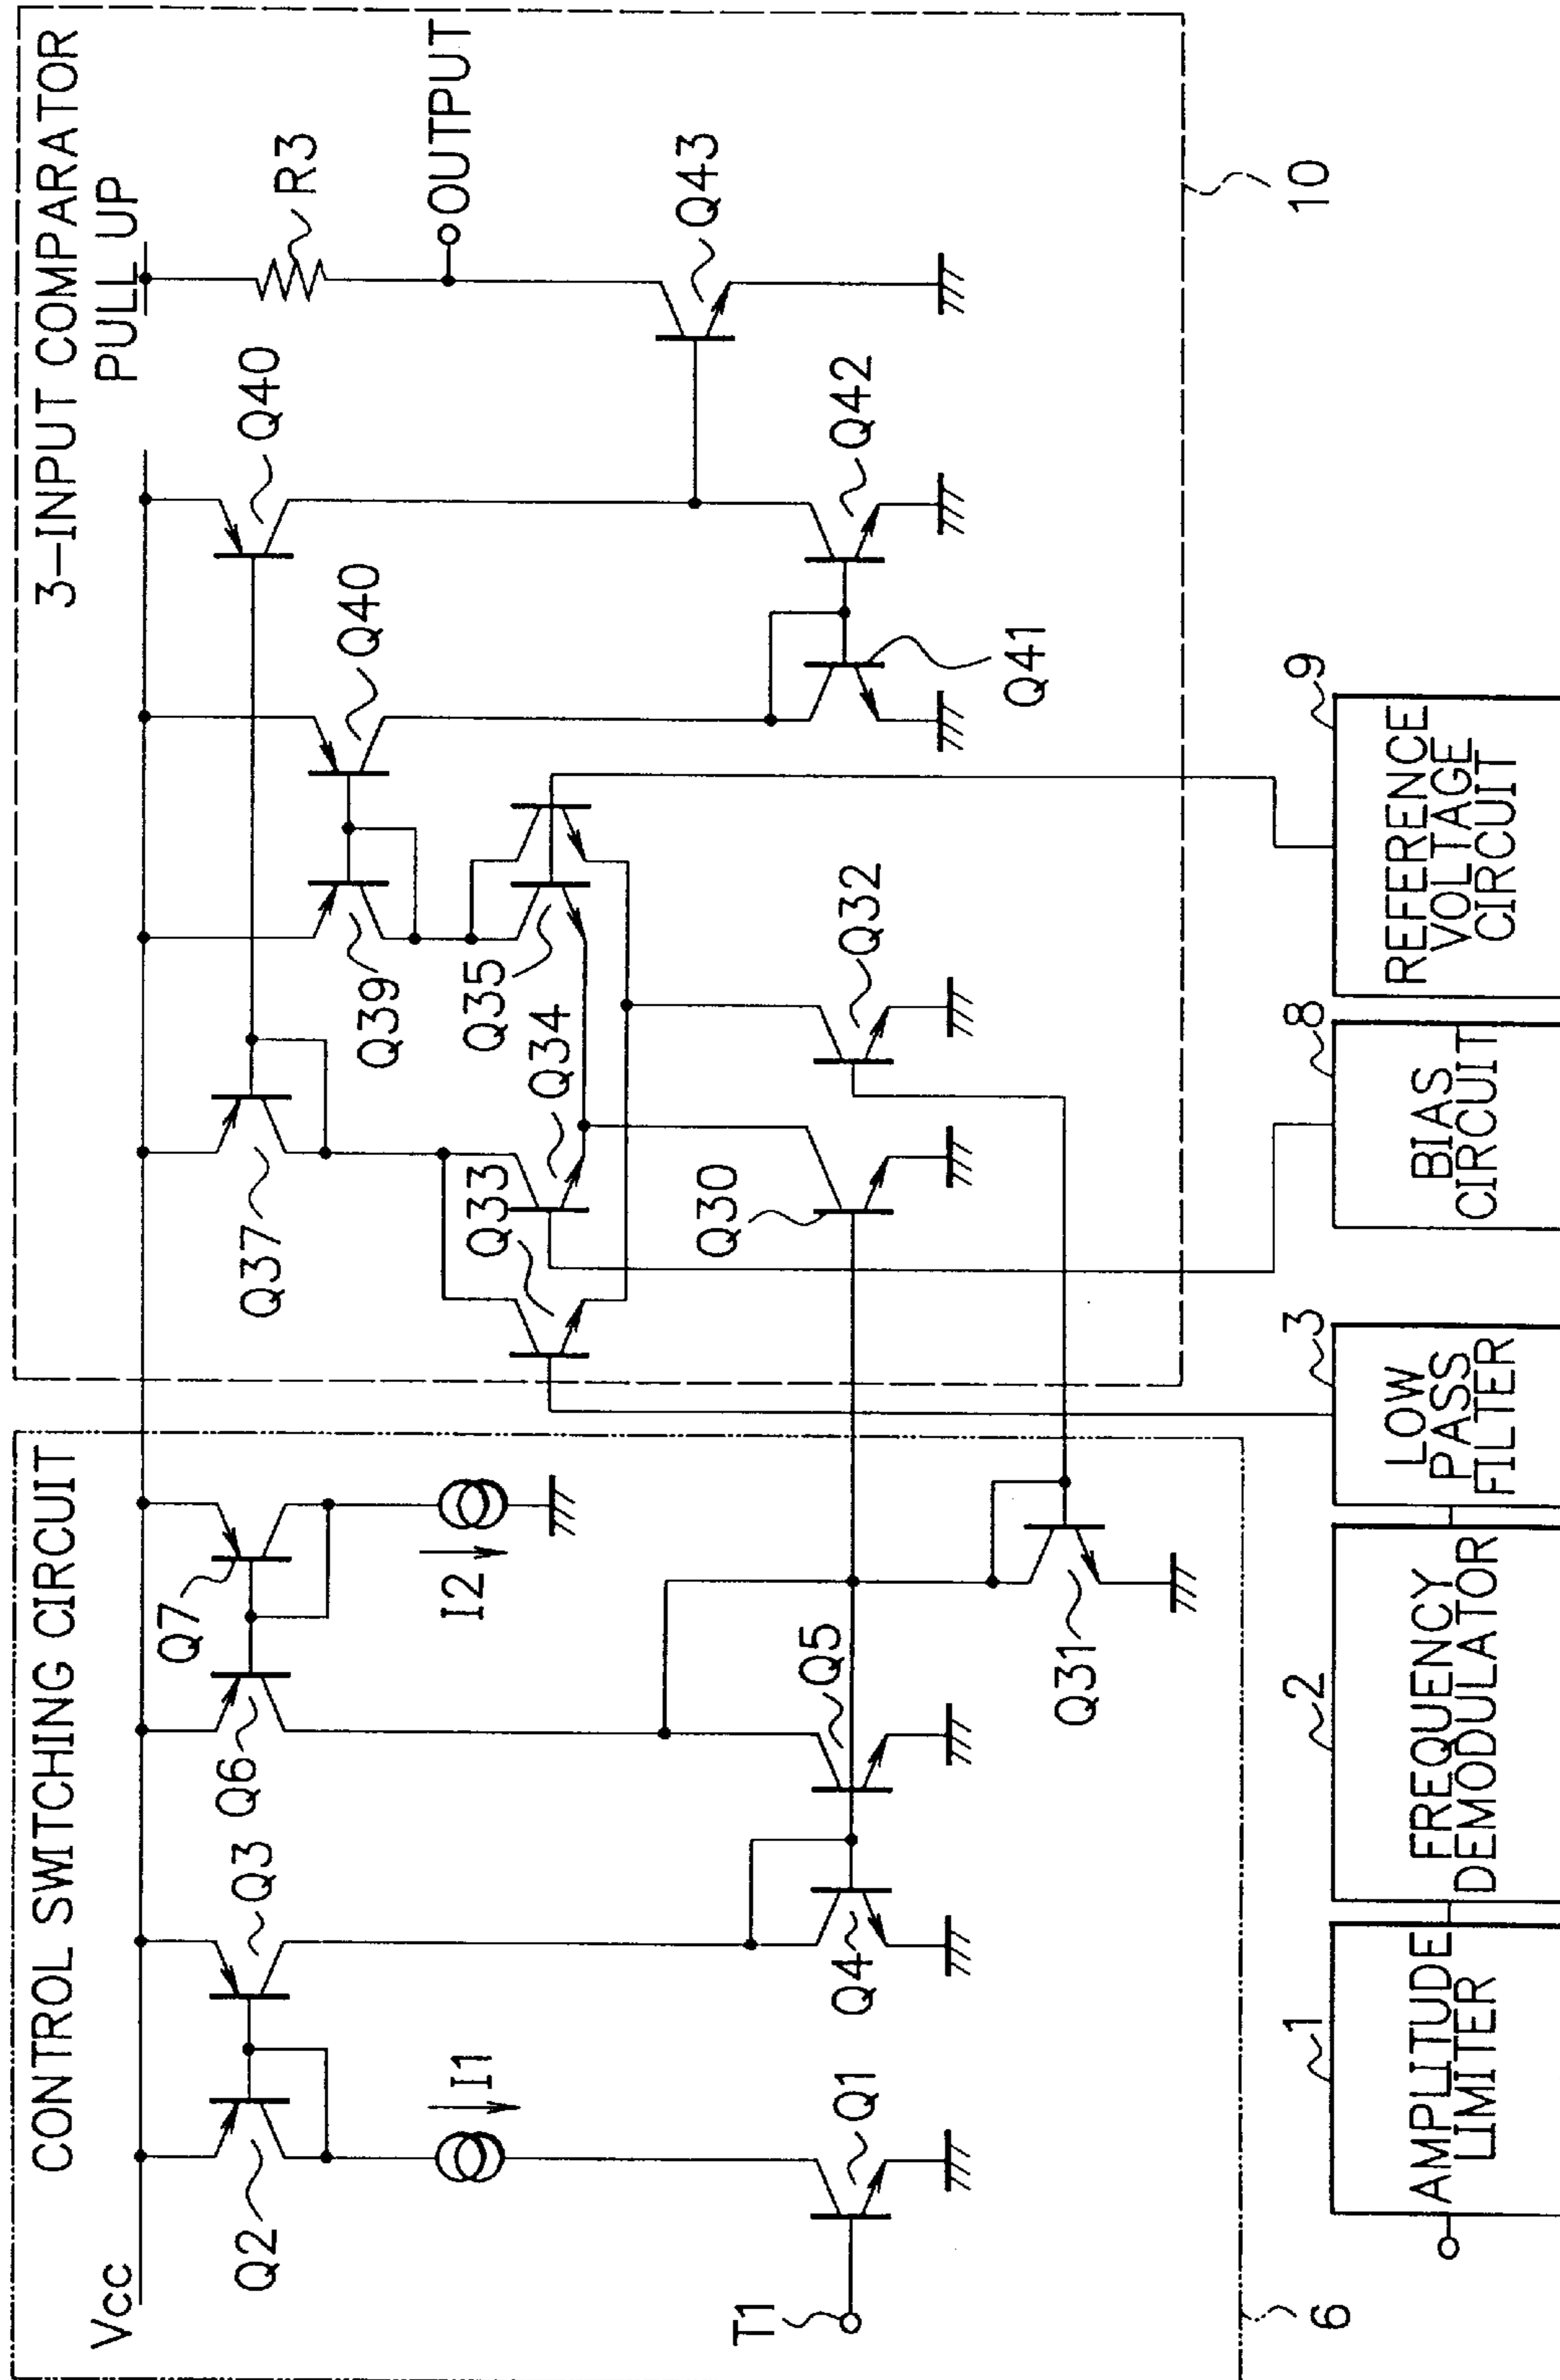 CONTROL SWITCHING CIRCUIT
3-INPUT COMPARATOR
Vcc
PULL UP
Q2
Q3
Q6
Q7
Q37
Q39
Q40
Q40
R3
OUTPUT
I1
I2
Q33
Q34
Q35
Q43
T1
Q1
Q4
Q5
Q31
Q30
Q32
Q41
Q42
6
10
1
2
3
8
9
AMPLITUDE
LIMITER
FREQUENCY
DEMODULATOR
LOW
PASS
FILTER
BIAS
CIRCUIT
REFERENCE
VOLTAGE
CIRCUIT